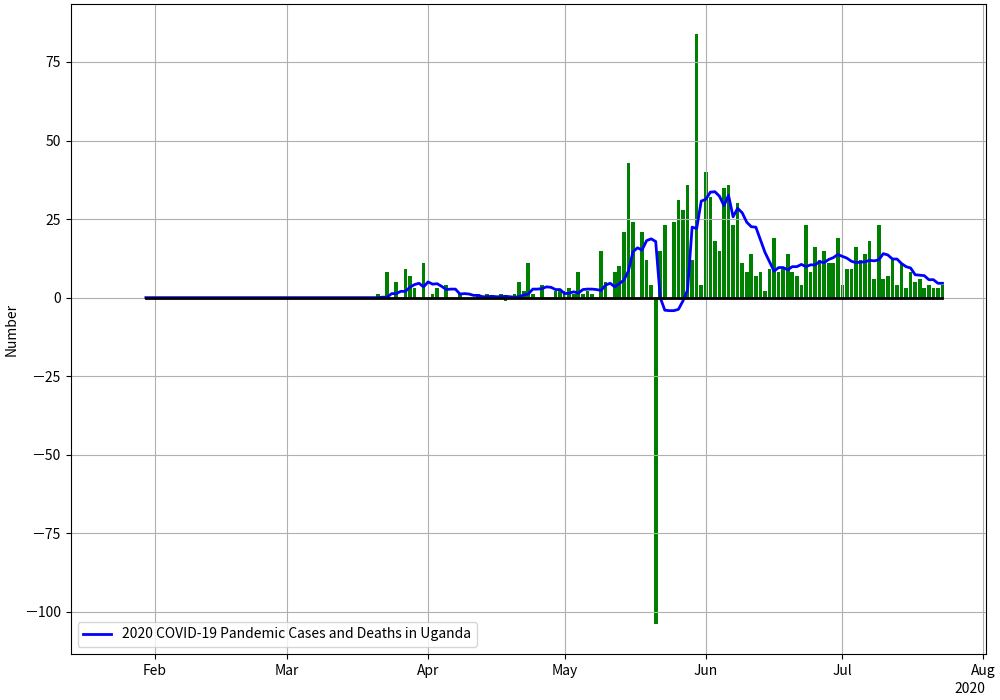 75
50
25
0
−25
−50
−75
−100
Number
Feb
Mar
Apr
May
Jun
Jul
Aug
2020
2020 COVID-19 Pandemic Cases and Deaths in Uganda